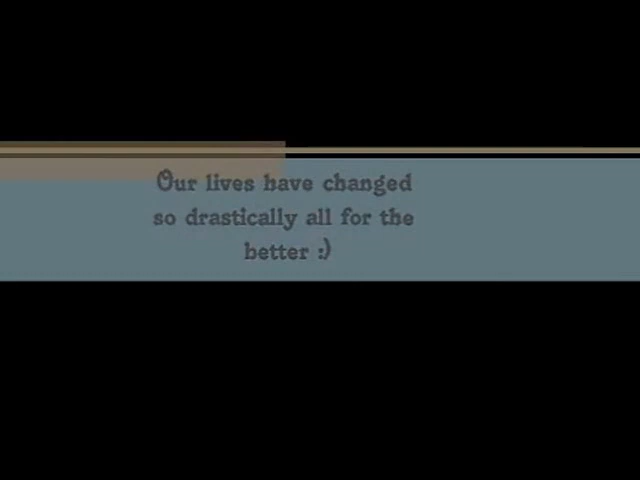 Our lives have changed
so drastically all for the
better :)